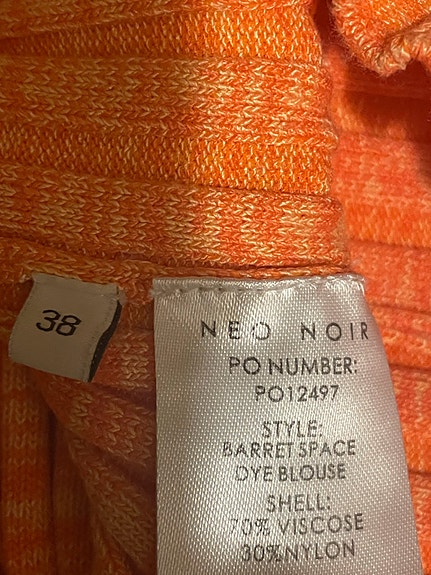 38
NEO NOIR
PO NUMBER:
PO12497
STYLE:
BARRET SPACE
DYE BLOUSE
SHELL:
70% VISCOSE
30%NYLON